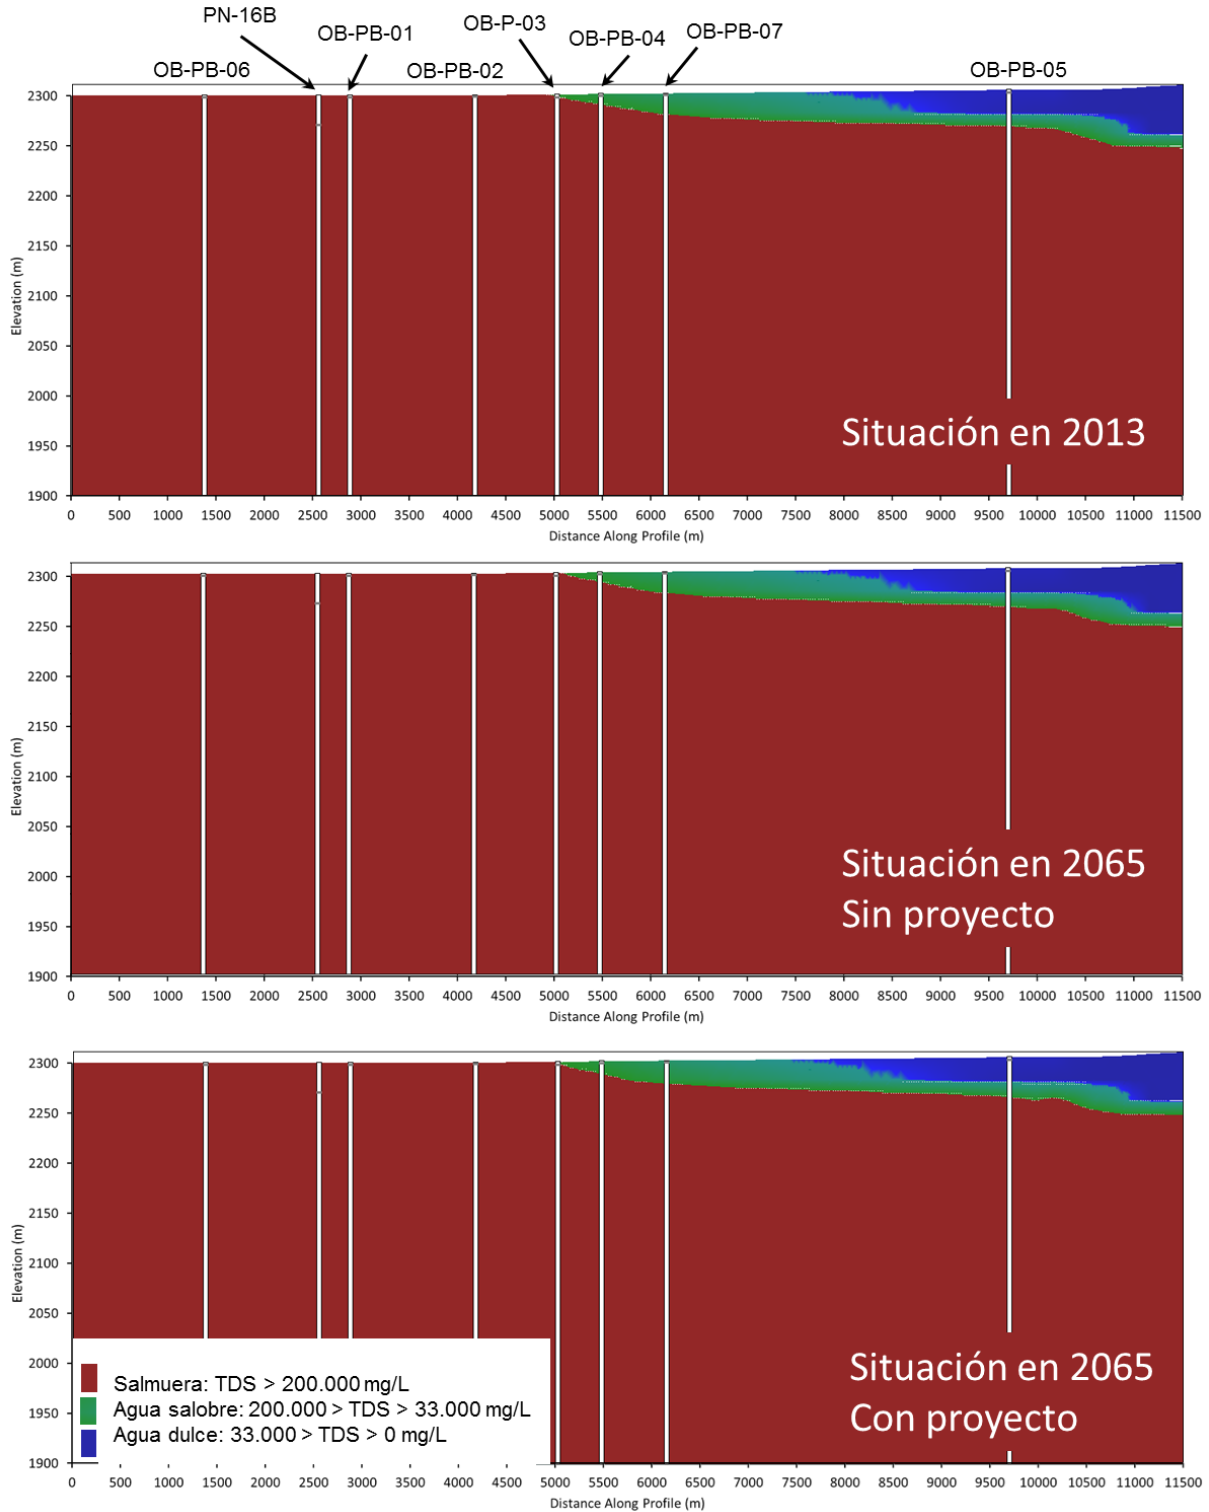 PN-16B
OB-PB-01
OB-P-03
OB-PB-04
OB-PB-07
OB-PB-06
OB-PB-02
OB-PB-05
Elevation (m)
2300
2250
2200
2150
2100
2050
2000
1950
1900
Situación en 2013
0 500 1000 1500 2000 2500 3000 3500 4000 4500 5000 5500 6000 6500 7000 7500 8000 8500 9000 9500 10000 10500 11000 11500
Distance Along Profile (m)
Elevation (m)
2300
2250
2200
2150
2100
2050
2000
1950
1900
Situación en 2065
Sin proyecto
0 500 1000 1500 2000 2500 3000 3500 4000 4500 5000 5500 6000 6500 7000 7500 8000 8500 9000 9500 10000 10500 11000 11500
Distance Along Profile (m)
Elevation (m)
2300
2250
2200
2150
2100
2050
2000
1950
1900
Situación en 2065
Con proyecto
Salmuera: TDS > 200.000 mg/L
Agua salobre: 200.000 > TDS > 33.000 mg/L
Agua dulce: 33.000 > TDS > 0 mg/L
0 500 1000 1500 2000 2500 3000 3500 4000 4500 5000 5500 6000 6500 7000 7500 8000 8500 9000 9500 10000 10500 11000 11500
Distance Along Profile (m)